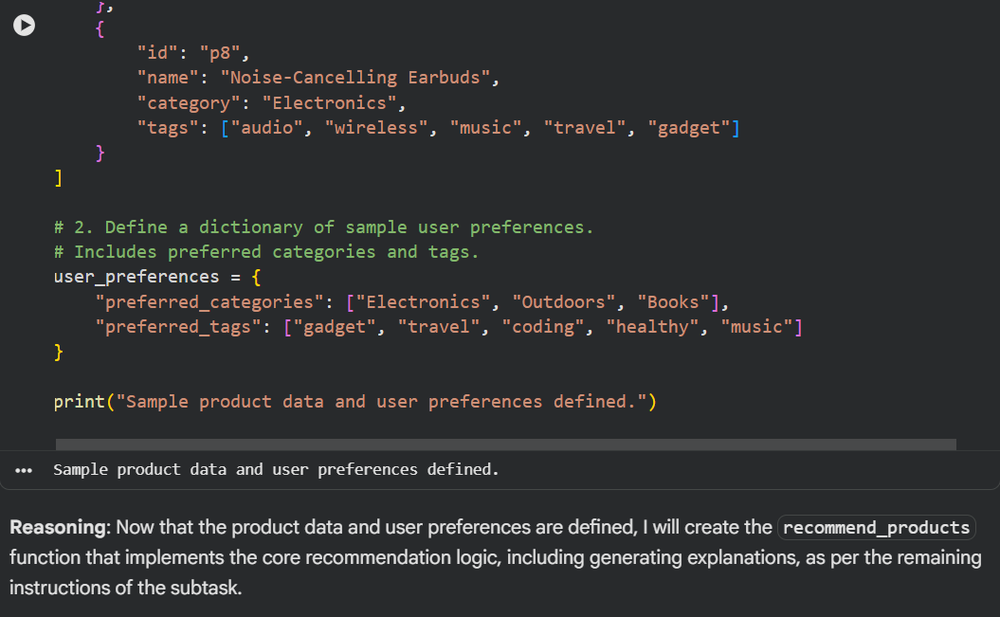 },
{
"id": "p8",
"name": "Noise-Cancelling Earbuds",
"category": "Electronics",
"tags": ["audio", "wireless", "music", "travel", "gadget"]
}
]
# 2. Define a dictionary of sample user preferences.
# Includes preferred categories and tags.
user_preferences = {
"preferred_categories": ["Electronics", "Outdoors", "Books"],
"preferred_tags": ["gadget", "travel", "coding", "healthy", "music"]
}
print("Sample product data and user preferences defined.")
Sample product data and user preferences defined.
Reasoning: Now that the product data and user preferences are defined, I will create the recommend_products
function that implements the core recommendation logic, including generating explanations, as per the remaining
instructions of the subtask.